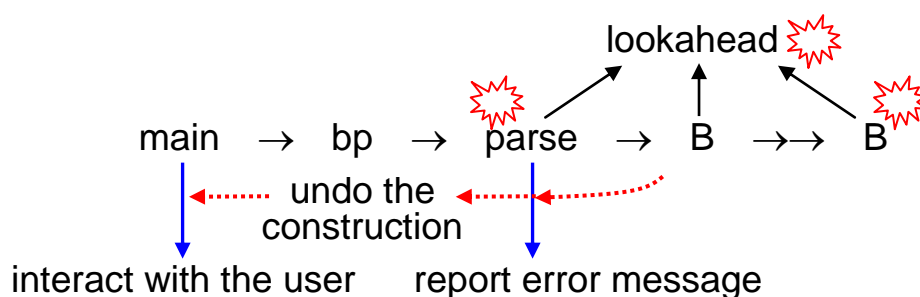 lookahead
main → bp → parse → B →→ B
undo the
construction
interact with the user report error message